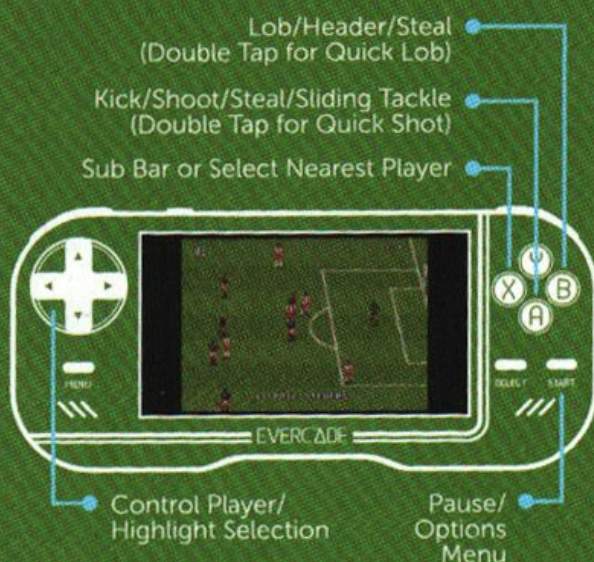 Lob/Header/Steal
(Double Tap for Quick Lob)
Kick/Shoot/Steal/Sliding Tackle
(Double Tap for Quick Shot)
Sub Bar or Select Nearest Player
Y
X
B
A
MENU
SELECT
START
EVERCADE
Control Player/
Highlight Selection
Pause/
Options
Menu